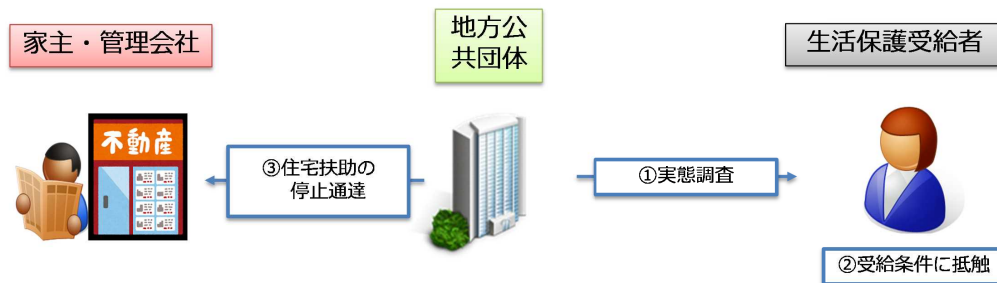 家主・管理会社
地方公
共団体
生活保護受給者
不動産
③住宅扶助の
停止通達
①実態調査
②受給条件に抵触